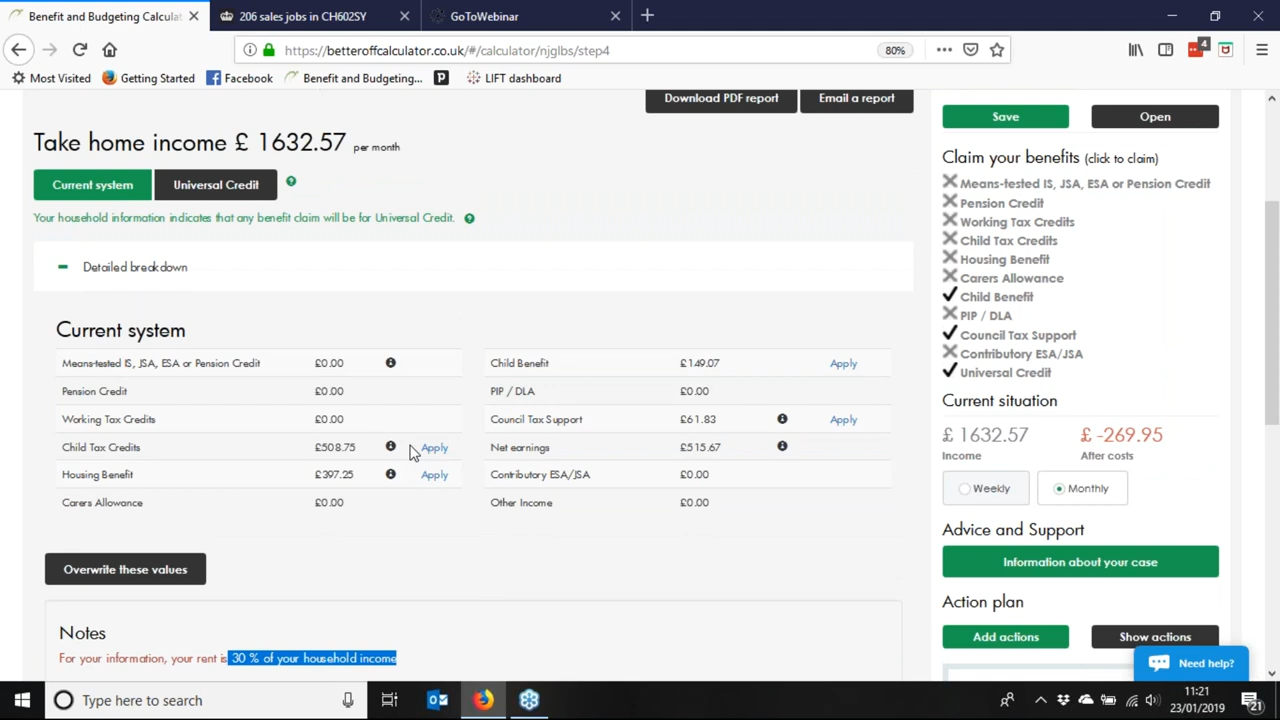 Benefit and Budgeting Calculat
206 sales jobs in CH602SY
GoToWebinar
https://betteroffcalculator.co.uk/#/calculator/njglbs/step4
80%
4
Most Visited
Getting Started
Facebook
Benefit and Budgeting...
LIFT dashboard
Download PDF report
Email a report
Take home income £ 1632.57 per month
Current system
Universal Credit
Your household information indicates that any benefit claim will be for Universal Credit.
Detailed breakdown
Current system
Means-tested IS, JSA, ESA or Pension Credit £0.00
Pension Credit £0.00
Working Tax Credits £0.00
Child Tax Credits £508.75 Apply
Housing Benefit £397.25 Apply
Carers Allowance £0.00
Child Benefit £149.07 Apply
PIP / DLA £0.00
Council Tax Support £61.83 Apply
Net earnings £515.67
Contributory ESA/JSA £0.00
Other Income £0.00
Overwrite these values
Notes
For your information, your rent is 30 % of your household income
Save
Open
Claim your benefits (click to claim)
Means-tested IS, JSA, ESA or Pension Credit
Pension Credit
Working Tax Credits
Child Tax Credits
Housing Benefit
Carers Allowance
Child Benefit
PIP / DLA
Council Tax Support
Contributory ESA/JSA
Universal Credit
Current situation
£ 1632.57 £ -269.95
Income After costs
Weekly Monthly
Advice and Support
Information about your case
Action plan
Add actions
Show actions
Need help?
Type here to search
11:21
23/01/2019
21